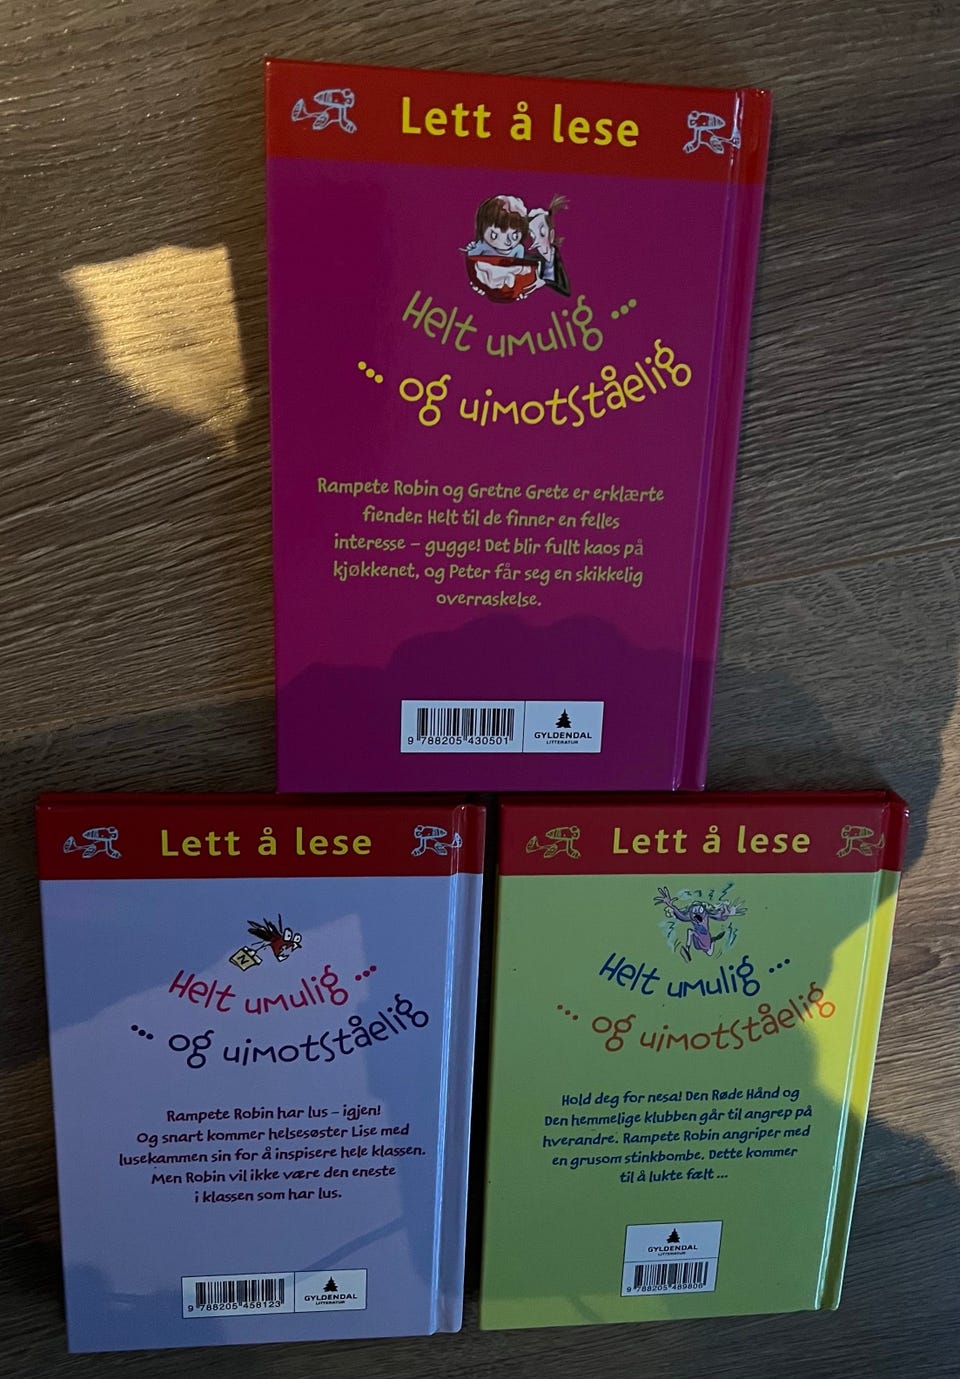 Lett å lese
Helt umulig ...
... og uimotståelig
Rampete Robin og Gretne Grete er erklærte
fiender. Helt til de finner en felles
interesse – gugge! Det blir fullt kaos på
kjøkkenet, og Peter får seg en skikkelig
overraskelse.
9 788205 430501
GYLDENDAL
LITTERATUR
Lett å lese
Helt umulig ...
... og uimotståelig
Rampete Robin har lus – igjen!
Og snart kommer helsesøster Lise med
lusekammen sin for å inspisere hele klassen.
Men Robin vil ikke være den eneste
i klassen som har lus.
9 788205 458123
GYLDENDAL
LITTERATUR
Lett å lese
Helt umulig ...
... og uimotståelig
Hold deg for nesa! Den Røde Hånd og
Den hemmelige klubben går til angrep på
hverandre. Rampete Robin angriper med
en grusom stinkbombe. Dette kommer
til å lukte fælt ...
GYLDENDAL
LITTERATUR
9 788205 489806